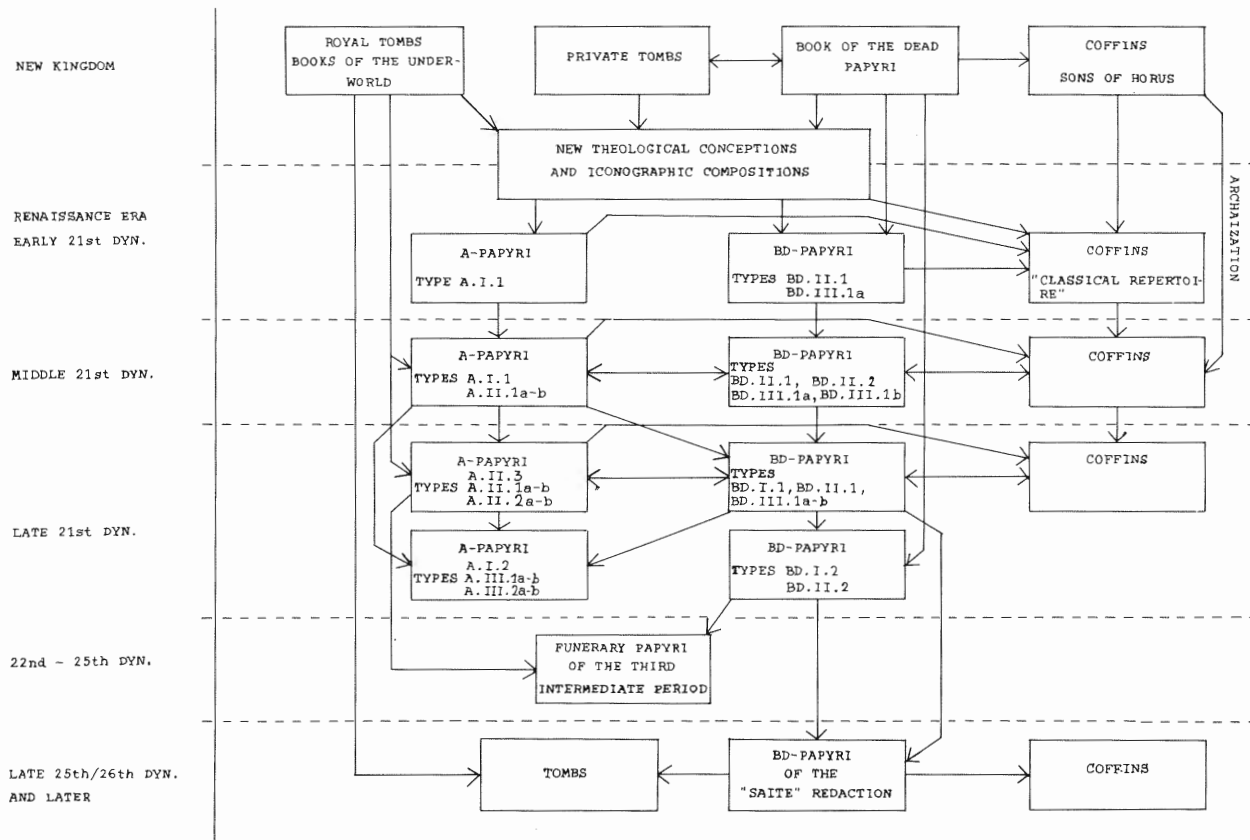 NEW KINGDOM
ROYAL TOMBS
BOOKS OF THE UNDER-
WORLD
PRIVATE TOMBS
BOOK OF THE DEAD
PAPYRI
COFFINS
SONS OF HORUS
NEW THEOLOGICAL CONCEPTIONS
AND ICONOGRAPHIC COMPOSITIONS
ARCHAIZATION
RENAISSANCE ERA
EARLY 21st DYN.
A-PAPYRI
TYPE A.I.1
BD-PAPYRI
TYPES BD.II.1
BD.III.1a
COFFINS
"CLASSICAL REPERTOI-
RE"
MIDDLE 21st DYN.
A-PAPYRI
TYPES A.I.1
A.II.1a-b
BD-PAPYRI
TYPES
BD.II.1, BD.II.2
BD.III.1a, BD.III.1b
COFFINS
LATE 21st DYN.
A-PAPYRI
A.II.3
TYPES A.II.1a-b
A.II.2a-b
BD-PAPYRI
TYPES
BD.I.1, BD.II.1,
BD.III.1a-b
COFFINS
A-PAPYRI
A.I.2
TYPES A.III.1a-b
A.III.2a-b
BD-PAPYRI
TYPES BD.I.2
BD.II.2
22nd - 25th DYN.
FUNERARY PAPYRI
OF THE THIRD
INTERMEDIATE PERIOD
LATE 25th/26th DYN.
AND LATER
TOMBS
BD-PAPYRI
OF THE
"SAITE" REDACTION
COFFINS